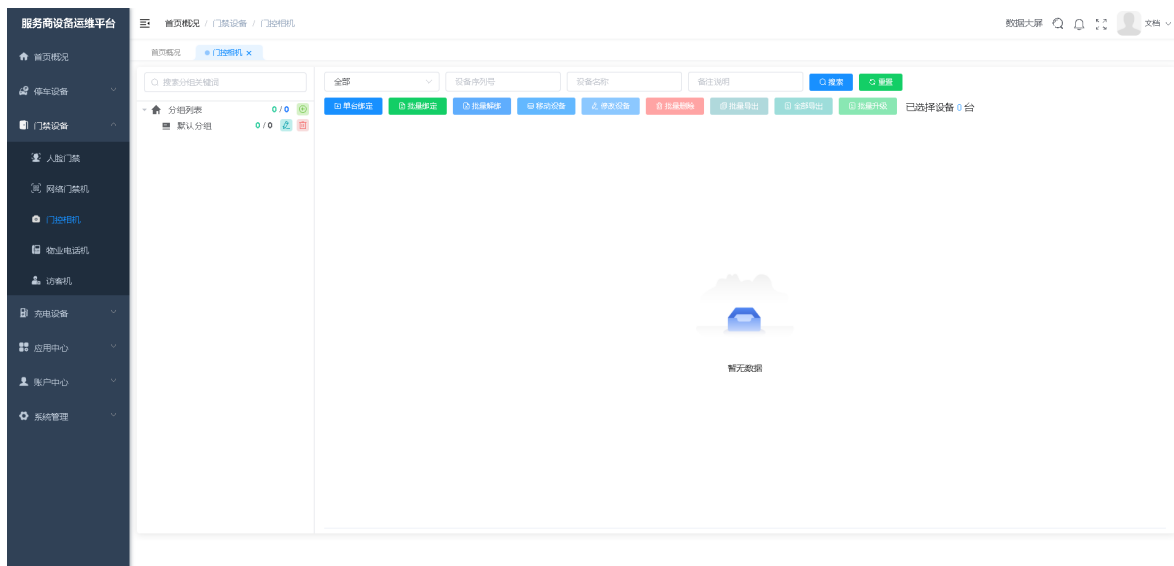 服务商设备运维平台
首页概况 / 门禁设备 / 门控相机
数据大屏
文档
首页概况
门控相机 ×
首页概况
停车设备
门禁设备
人脸门禁
网络门禁机
门控相机
物业电话机
访客机
充电设备
应用中心
账户中心
系统管理
搜索分组关键词
分组列表 0 / 0
默认分组 0 / 0
全部 设备序列号 设备名称 备注说明 搜索 重置
单台绑定 批量绑定 批量解绑 移动设备 修改设备 批量删除 批量导出 全部导出 批量升级 已选择设备 0 台
暂无数据